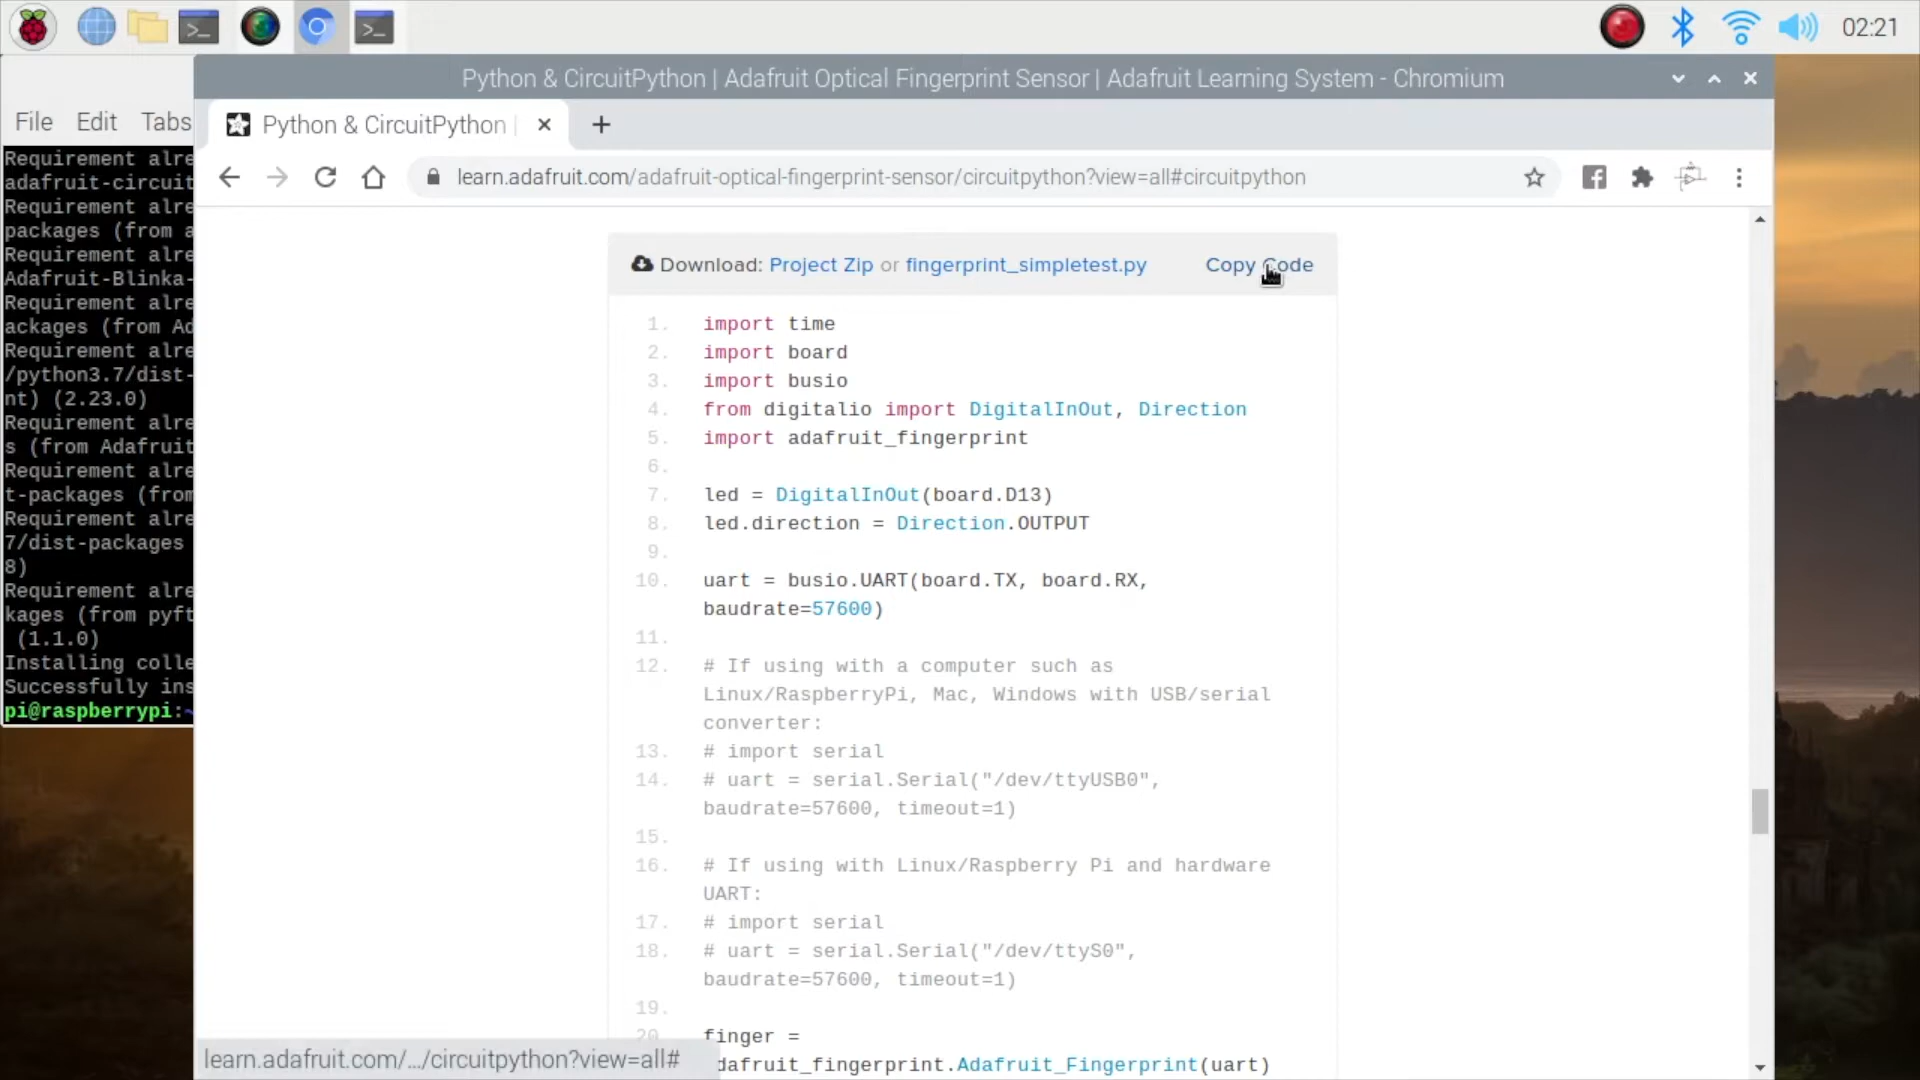 02:21
Python & CircuitPython | Adafruit Optical Fingerprint Sensor | Adafruit Learning System - Chromium
File Edit Tabs
Python & CircuitPython |
learn.adafruit.com/adafruit-optical-fingerprint-sensor/circuitpython?view=all#circuitpython
Requirement alre
adafruit-circuit
Requirement alre
packages (from a
Requirement alre
Adafruit-Blinka-
Requirement alre
ackages (from Ad
Requirement alre
/python3.7/dist-
nt) (2.23.0)
Requirement alre
s (from Adafruit
Requirement alre
t-packages (from
Requirement alre
7/dist-packages
8)
Requirement alre
kages (from pyft
(1.1.0)
Installing colle
Successfully ins
pi@raspberrypi:~
Download: Project Zip or fingerprint_simpletest.py Copy Code
1. import time
2. import board
3. import busio
4. from digitalio import DigitalInOut, Direction
5. import adafruit_fingerprint
6.
7. led = DigitalInOut(board.D13)
8. led.direction = Direction.OUTPUT
9.
10. uart = busio.UART(board.TX, board.RX,
baudrate=57600)
11.
12. # If using with a computer such as
Linux/RaspberryPi, Mac, Windows with USB/serial
converter:
13. # import serial
14. # uart = serial.Serial("/dev/ttyUSB0",
baudrate=57600, timeout=1)
15.
16. # If using with Linux/Raspberry Pi and hardware
UART:
17. # import serial
18. # uart = serial.Serial("/dev/ttyS0",
baudrate=57600, timeout=1)
19.
20. finger =
dafruit_fingerprint.Adafruit_Fingerprint(uart)
learn.adafruit.com/.../circuitpython?view=all#